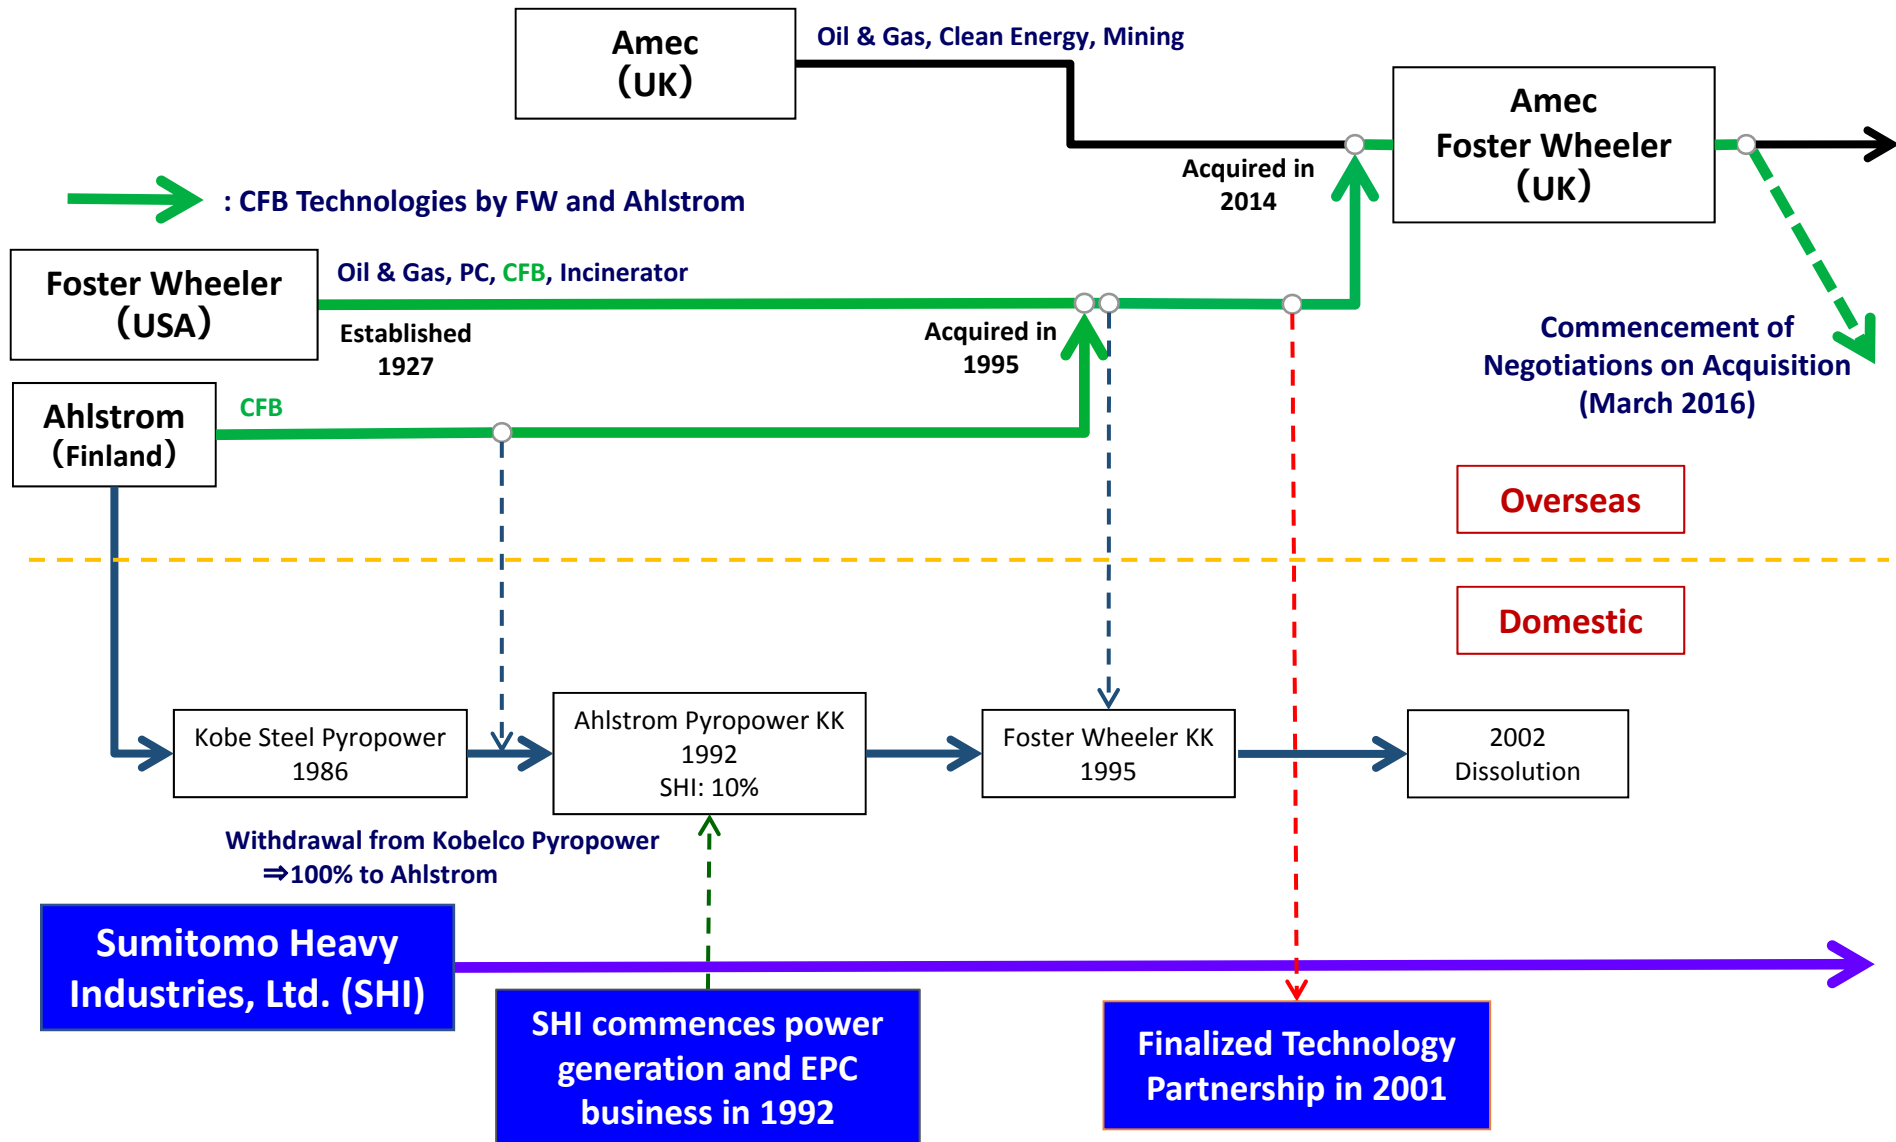 Amec
(UK)
Oil & Gas, Clean Energy, Mining
Amec
Foster Wheeler
(UK)
Acquired in
2014
: CFB Technologies by FW and Ahlstrom
Foster Wheeler
(USA)
Oil & Gas, PC, CFB, Incinerator
Established
1927
Acquired in
1995
Commencement of
Negotiations on Acquisition
(March 2016)
Ahlstrom
(Finland)
CFB
Overseas
Domestic
Kobe Steel Pyropower
1986
Ahlstrom Pyropower KK
1992
SHI: 10%
Foster Wheeler KK
1995
2002
Dissolution
Withdrawal from Kobelco Pyropower
⇒100% to Ahlstrom
Sumitomo Heavy
Industries, Ltd. (SHI)
SHI commences power
generation and EPC
business in 1992
Finalized Technology
Partnership in 2001